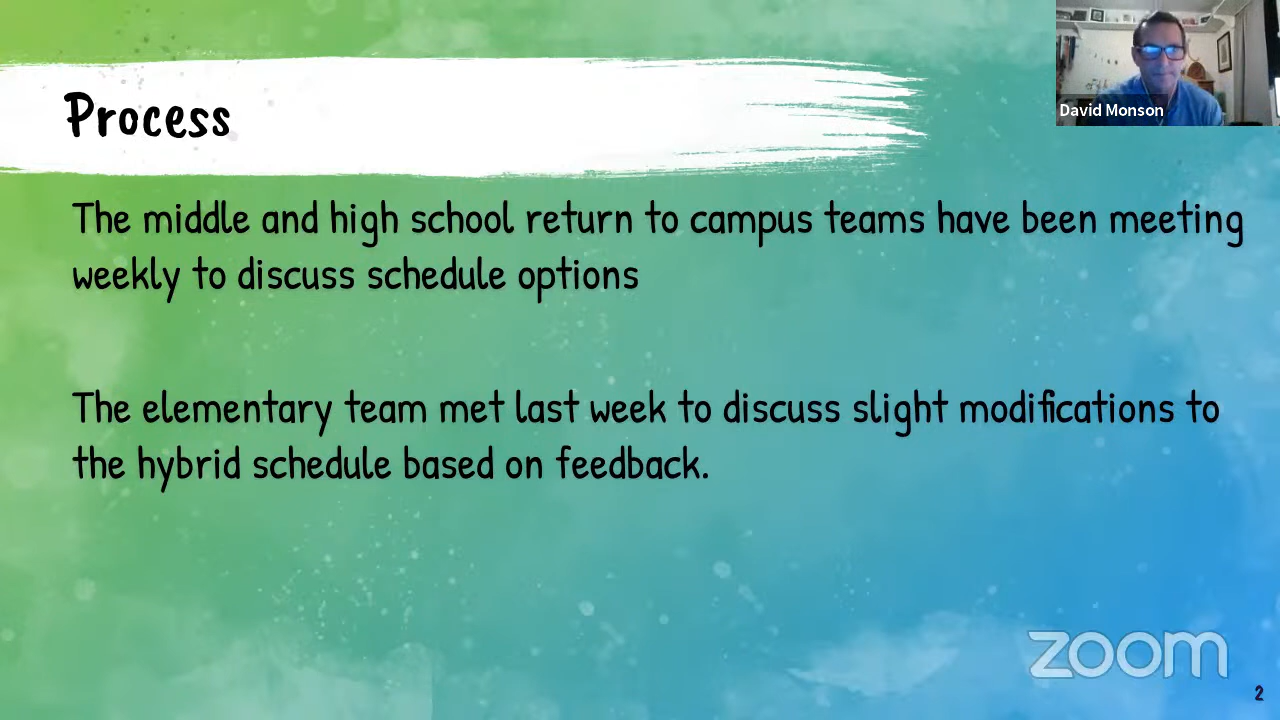 Process
David Monson
The middle and high school return to campus teams have been meeting
weekly to discuss schedule options
The elementary team met last week to discuss slight modifications to
the hybrid schedule based on feedback.
zoom
2